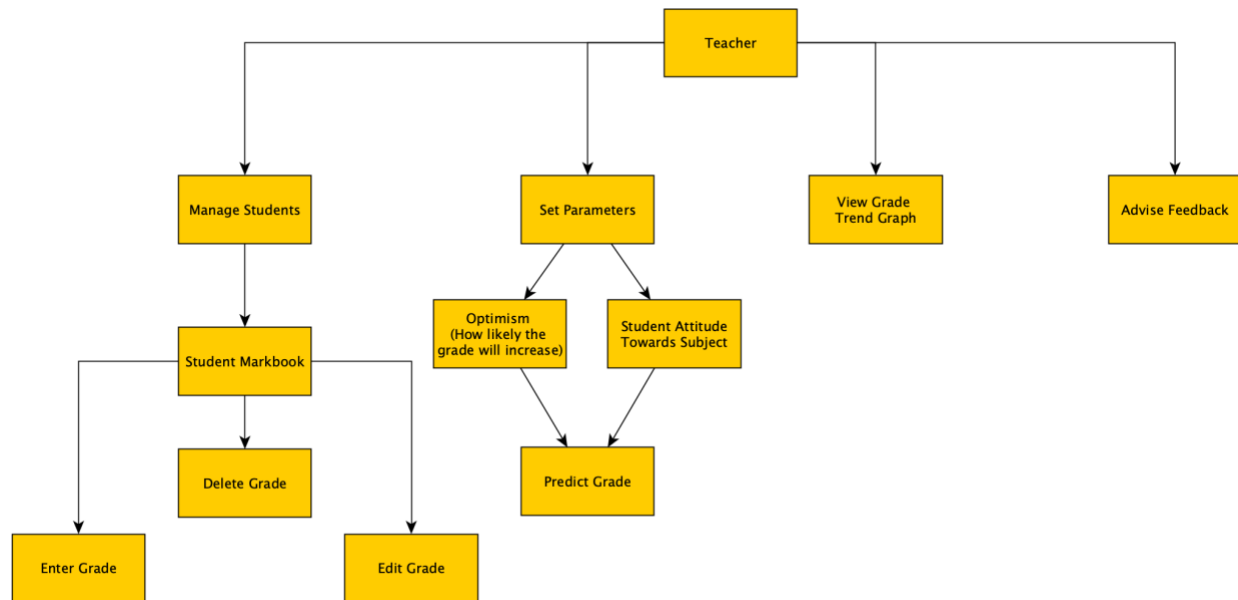 Teacher
Manage Students
Set Parameters
View Grade
Trend Graph
Advise Feedback
Optimism
(How likely the
grade will increase)
Student Attitude
Towards Subject
Student Markbook
Delete Grade
Predict Grade
Enter Grade
Edit Grade